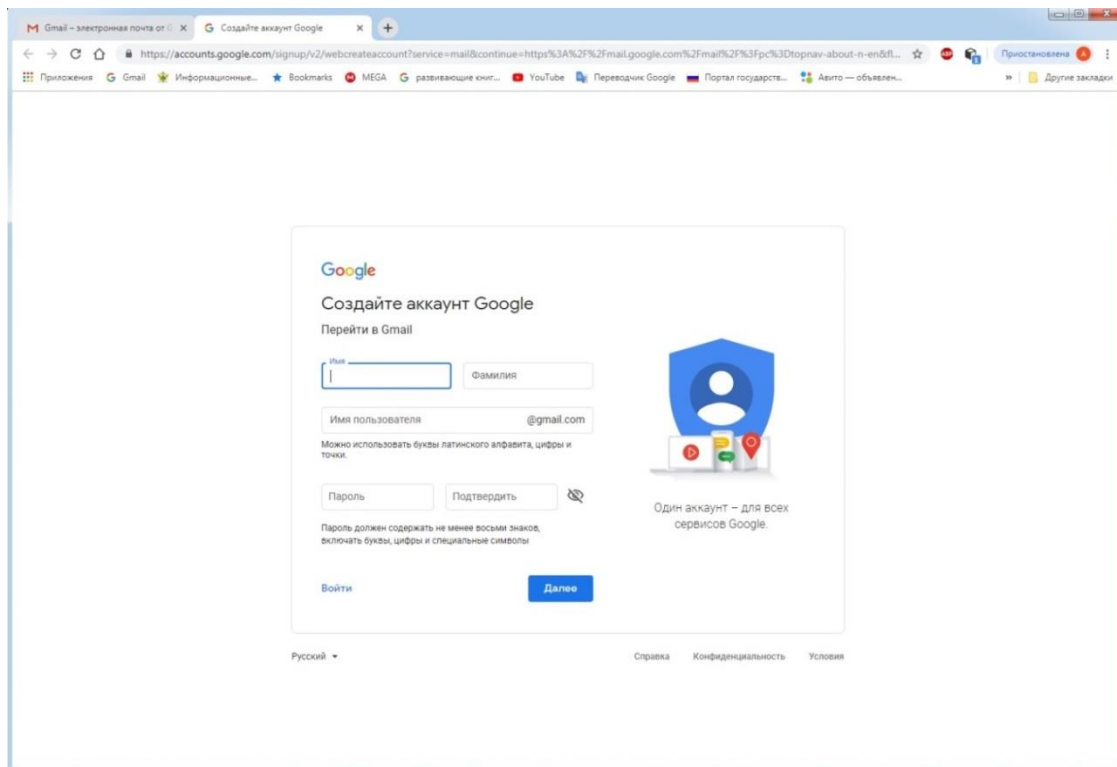 Gmail – электронная почта от G
Создайте аккаунт Google
https://accounts.google.com/signup/v2/webcreateaccount?service=mail&continue=https%3A%2F%2Fmail.google.com%2Fmail%2F%3Fpc%3Dtopnav-about-n-en&fl...
ABP
Приостановлена A
Приложения Gmail Информационные... Bookmarks MEGA развивающие книг... YouTube Переводчик Google Портал государств... Авито — объявлен... » Другие закладки
Google
Создайте аккаунт Google
Перейти в Gmail
Имя
Фамилия
Имя пользователя @gmail.com
Можно использовать буквы латинского алфавита, цифры и
точки.
Пароль Подтвердить
Пароль должен содержать не менее восьми знаков,
включать буквы, цифры и специальные символы
Один аккаунт – для всех
сервисов Google.
Войти Далее
Русский Справка Конфиденциальность Условия